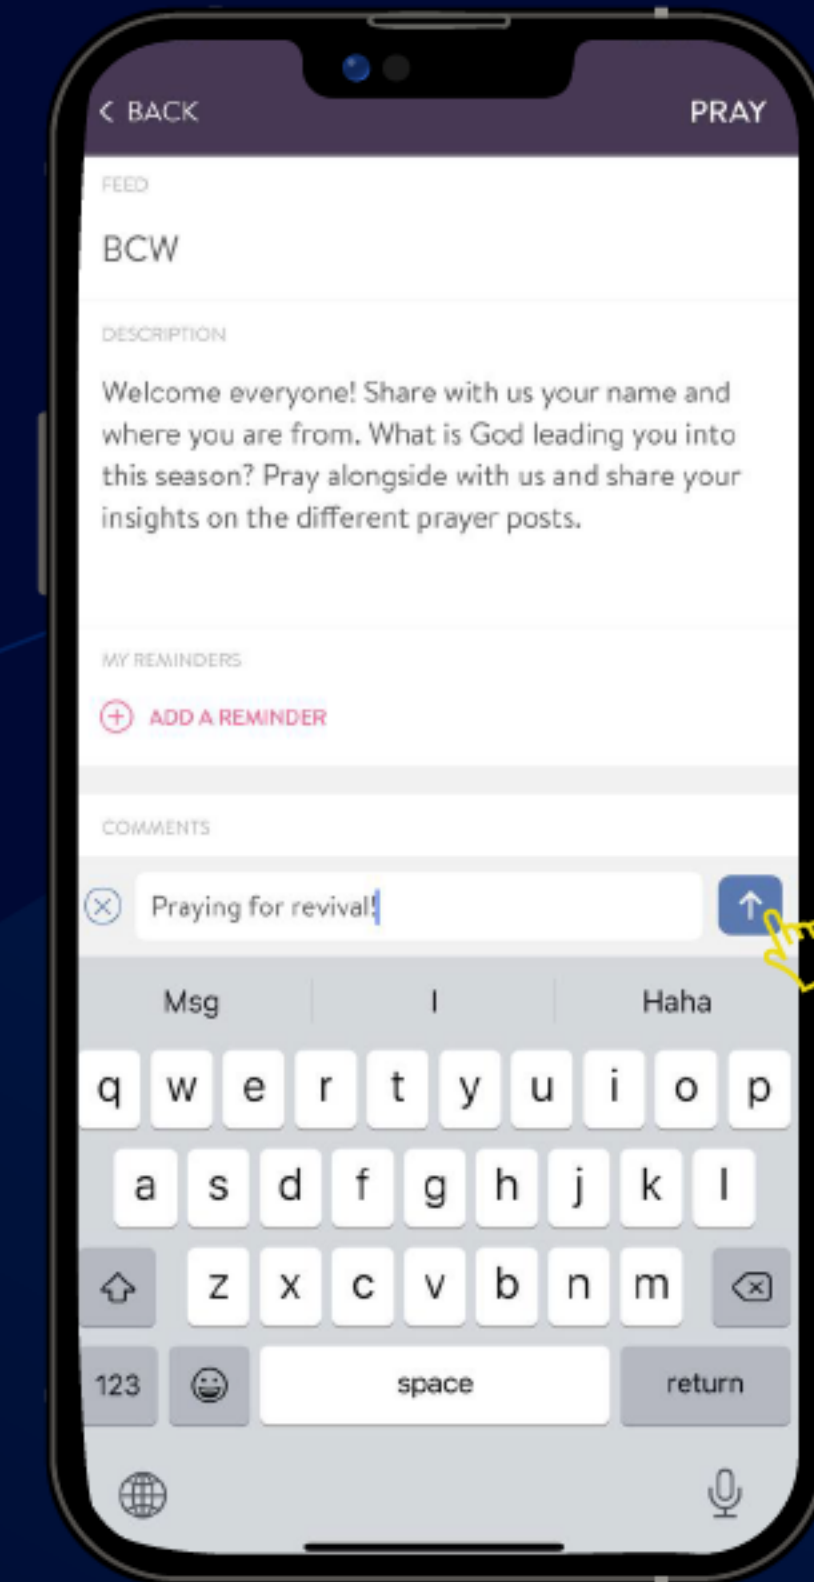 < BACK
PRAY
FEED
BCW
DESCRIPTION
Welcome everyone! Share with us your name and
where you are from. What is God leading you into
this season? Pray alongside with us and share your
insights on the different prayer posts.
MY REMINDERS
ADD A REMINDER
COMMENTS
Praying for revival!
Msg I Haha
q w e r t y u i o p
a s d f g h j k l
z x c v b n m
123 space return